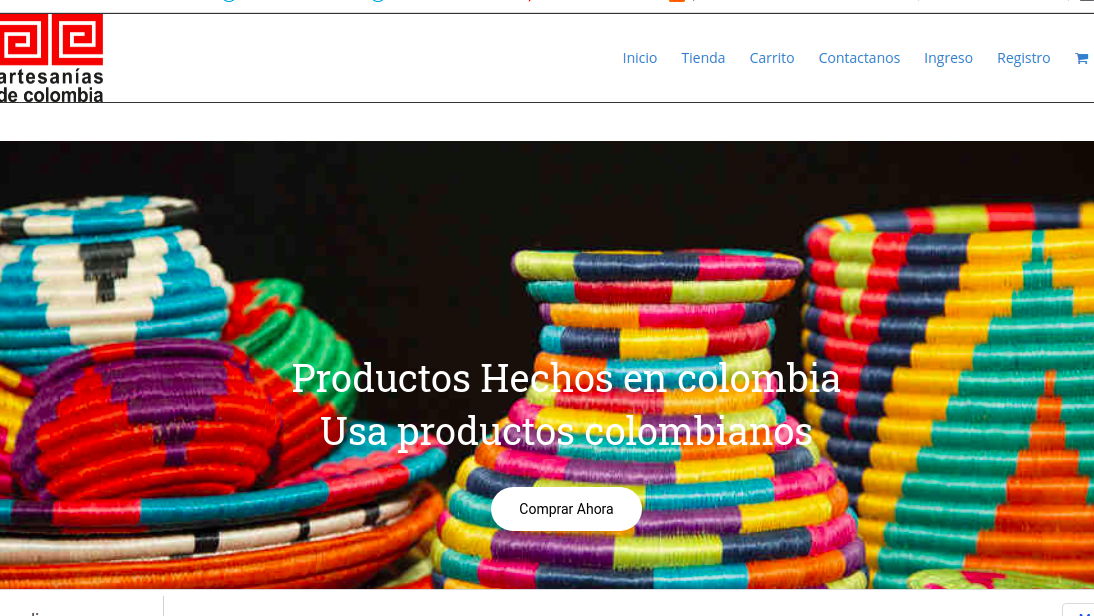 artesanías
de colombia
Inicio Tienda Carrito Contactanos Ingreso Registro
Productos Hechos en colombia
Usa productos colombianos
Comprar Ahora